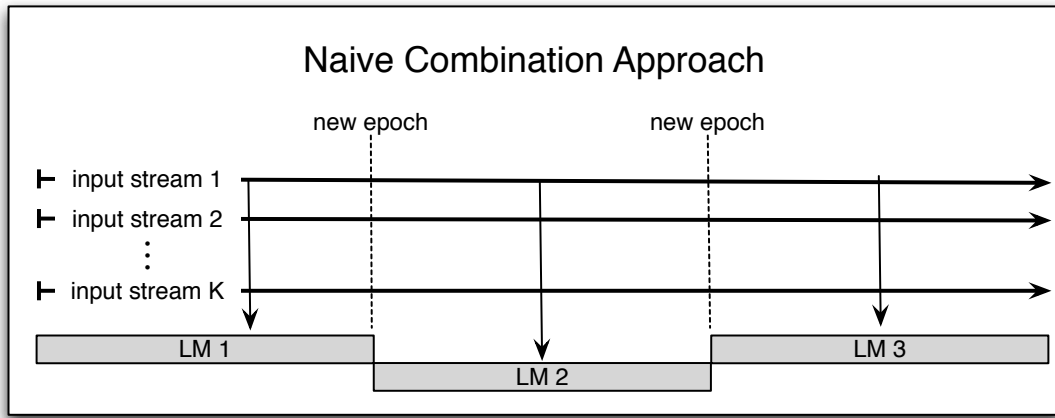 Naive Combination Approach
new epoch
new epoch
input stream 1
input stream 2
⋮
input stream K
LM 1
LM 2
LM 3